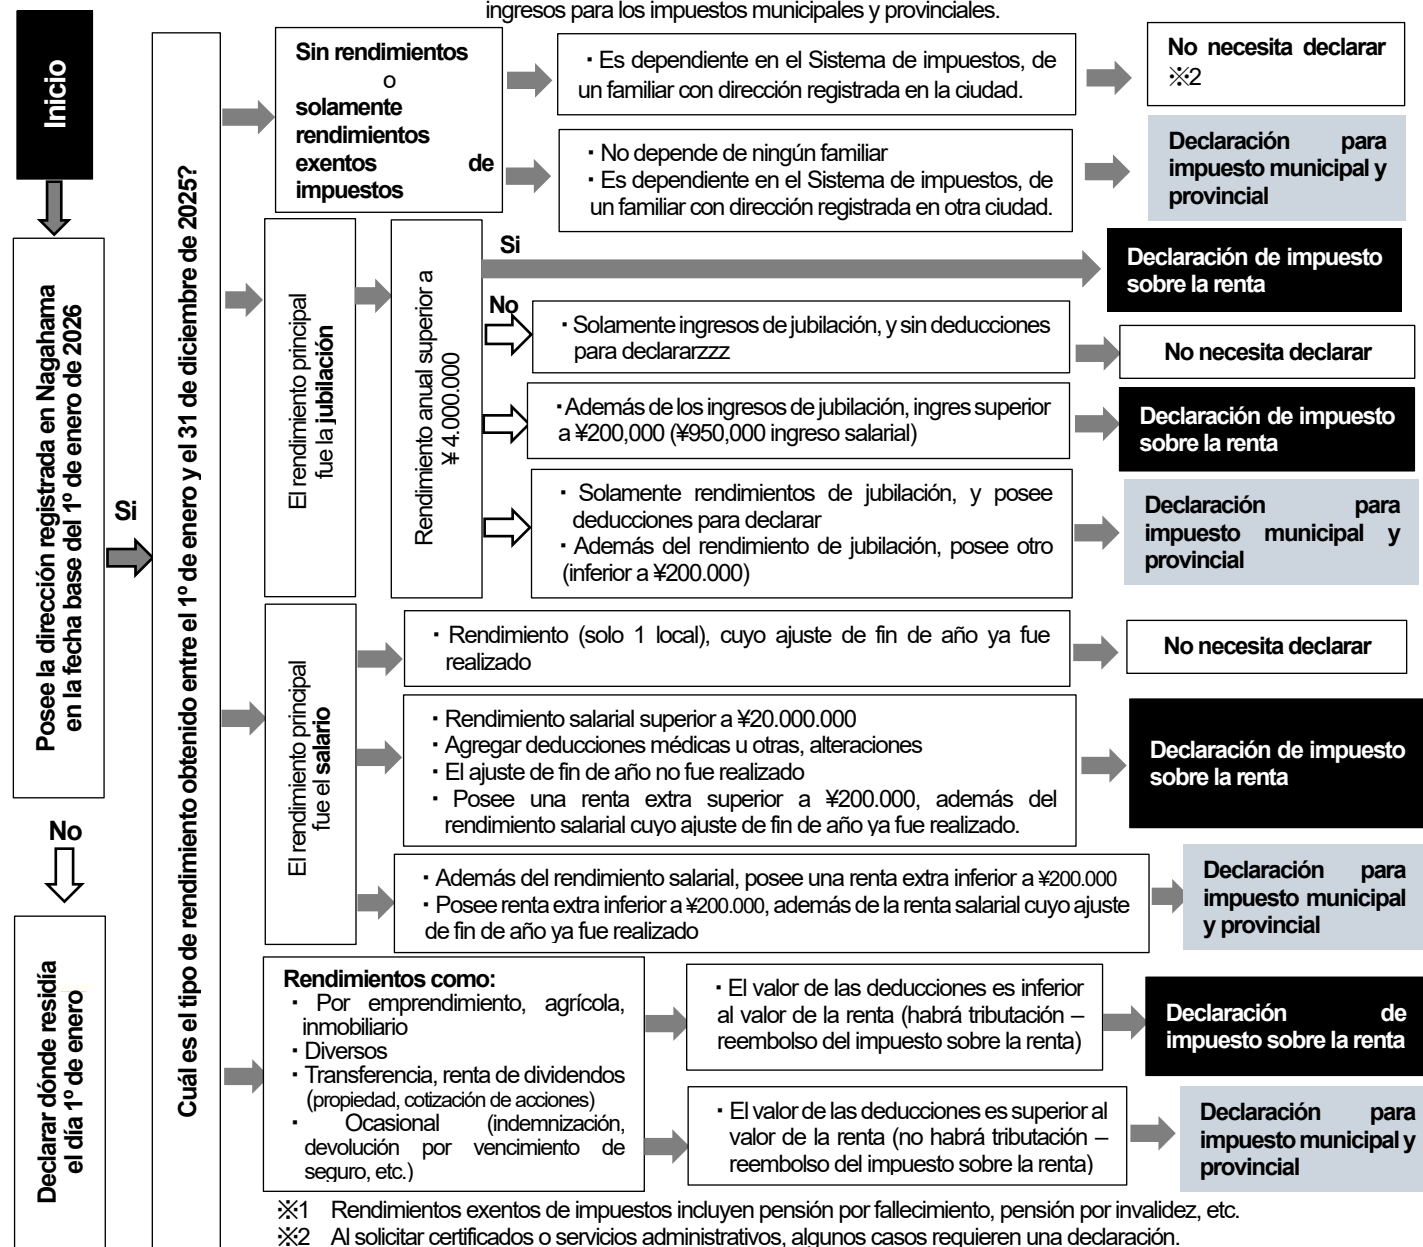 ingresos para los impuestos municipales y provinciales.
Inicio
Posee la dirección registrada en Nagahama
en la fecha base del 1º de enero de 2026
Si
No
Declarar dónde residía
el día 1º de enero
Cuál es el tipo de rendimiento obtenido entre el 1º de enero y el 31 de diciembre de 2025?
Sin rendimientos
o
solamente
rendimientos
exentos de
impuestos
・Es dependiente en el Sistema de impuestos, de
un familiar con dirección registrada en la ciudad.
No necesita declarar
※2
・No depende de ningún familiar
・Es dependiente en el Sistema de impuestos, de
un familiar con dirección registrada en otra ciudad.
Declaración para
impuesto municipal y
provincial
El rendimiento principal
fue la jubilación
Rendimiento anual superior a
¥4.000.000
Si
Declaración de impuesto
sobre la renta
No
・Solamente ingresos de jubilación, y sin deducciones
para declararzzz
No necesita declarar
・Además de los ingresos de jubilación, ingres superior
a ¥200,000 (¥950,000 ingreso salarial)
Declaración de impuesto
sobre la renta
・Solamente rendimientos de jubilación, y posee
deducciones para declarar
・Además del rendimiento de jubilación, posee otro
(inferior a ¥200.000)
Declaración para
impuesto municipal y
provincial
El rendimiento principal
fue el salario
・Rendimiento (solo 1 local), cuyo ajuste de fin de año ya fue
realizado
No necesita declarar
・Rendimiento salarial superior a ¥20.000.000
・Agregar deducciones médicas u otras, alteraciones
・El ajuste de fin de año no fue realizado
・Posee una renta extra superior a ¥200.000, además del
rendimiento salarial cuyo ajuste de fin de año ya fue realizado.
Declaración de impuesto
sobre la renta
・Además del rendimiento salarial, posee una renta extra inferior a ¥200.000
・Posee renta extra inferior a ¥200.000, además de la renta salarial cuyo ajuste
de fin de año ya fue realizado
Declaración para
impuesto municipal
y provincial
Rendimientos como:
・Por emprendimiento, agrícola,
inmobiliario
・Diversos
・Transferencia, renta de dividendos
(propiedad, cotización de acciones)
・Ocasional (indemnización,
devolución por vencimiento de
seguro, etc.)
・El valor de las deducciones es inferior
al valor de la renta (habrá tributación –
reembolso del impuesto sobre la renta)
Declaración de
impuesto sobre la renta
・El valor de las deducciones es superior al
valor de la renta (no habrá tributación –
reembolso del impuesto sobre la renta)
Declaración para
impuesto municipal y
provincial
※1 Rendimientos exentos de impuestos incluyen pensión por fallecimiento, pensión por invalidez, etc.
※2 Al solicitar certificados o servicios administrativos, algunos casos requieren una declaración.